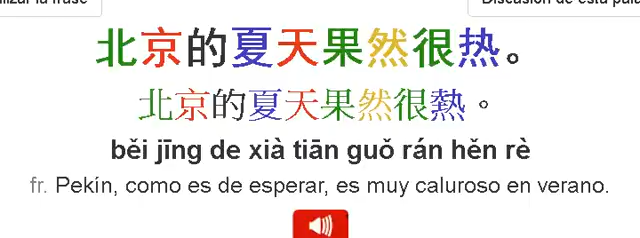 北京的夏天果然很热。
北京的夏天果然很熱。
běi jīng de xià tiān guǒ rán hěn rè
fr. Pekín, como es de esperar, es muy caluroso en verano.